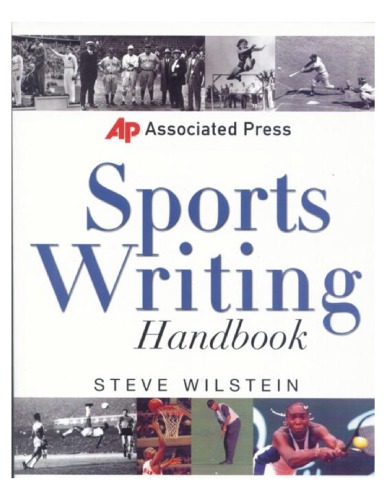 AP Associated Press
Sports
Writing
Handbook
STEVE WILSTEIN